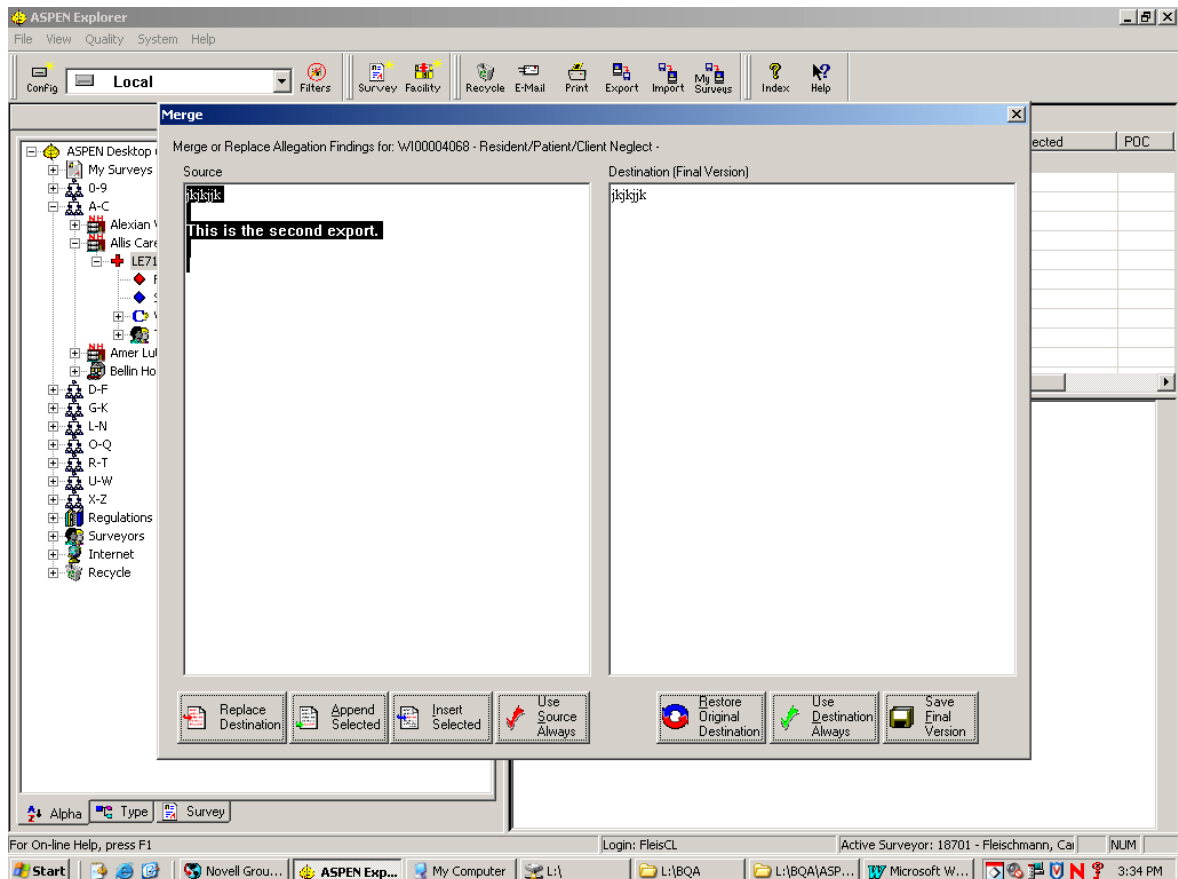 ASPEN Explorer
File View Quality System Help
Config Local Filters Survey Facility Recycle E-Mail Print Export Import My Surveys Index Help
Merge
Merge or Replace Allegation Findings for: WI00004068 - Resident/Patient/Client Neglect -
Source
Destination (Final Version)
jkjkjjk
This is the second export.
jkjkjjk
ected POC
ASPEN Desktop
My Surveys
0-9
A-C
Alexian
Allis Care
LE71
Amer Lu
Bellin Ho
D-F
G-K
L-N
O-Q
R-T
U-W
X-Z
Regulations
Surveyors
Internet
Recycle
Replace Destination
Append Selected
Insert Selected
Use Source Always
Restore Original Destination
Use Destination Always
Save Final Version
Alpha Type Survey
For On-line Help, press F1 Login: FleisCL Active Surveyor: 18701 - Fleischmann, Cai NUM
Start Novell Grou... ASPEN Exp... My Computer L:\ L:\BQA L:\BQA\ASP... Microsoft W... 3:34 PM